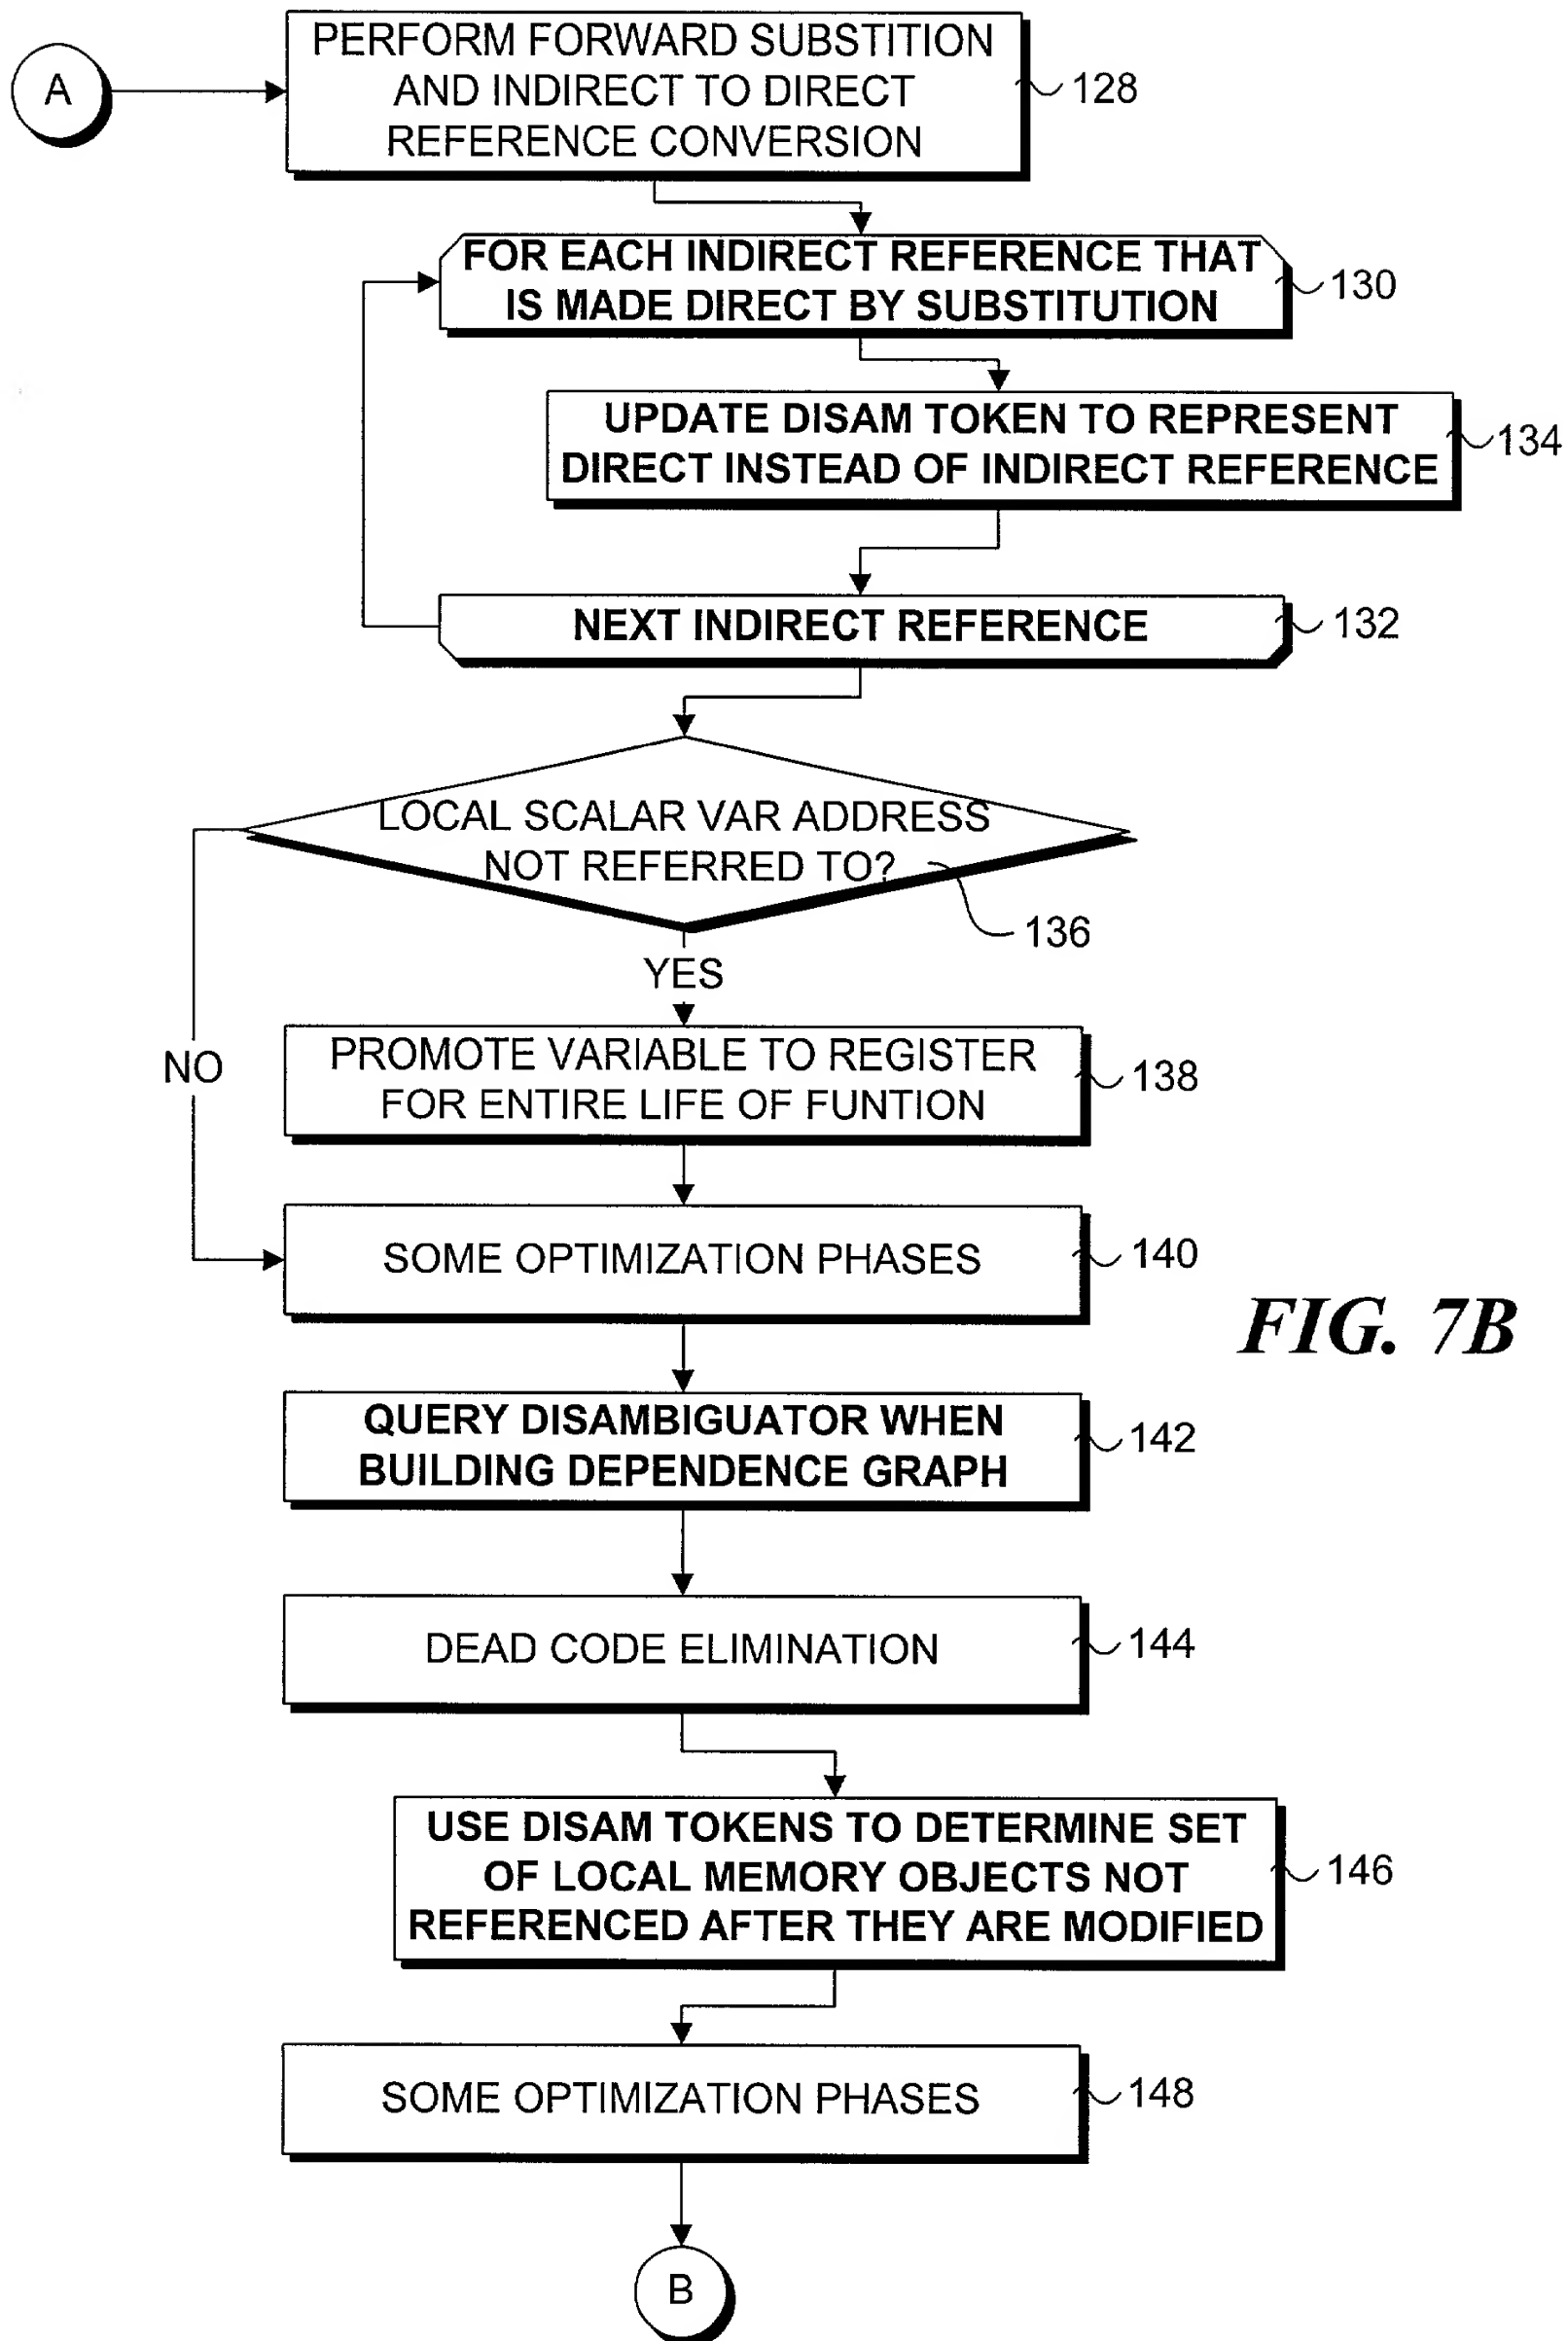 A
PERFORM FORWARD SUBSTITION
AND INDIRECT TO DIRECT
REFERENCE CONVERSION
128
FOR EACH INDIRECT REFERENCE THAT
IS MADE DIRECT BY SUBSTITUTION
130
UPDATE DISAM TOKEN TO REPRESENT
DIRECT INSTEAD OF INDIRECT REFERENCE
134
NEXT INDIRECT REFERENCE
132
LOCAL SCALAR VAR ADDRESS
NOT REFERRED TO?
136
YES
NO
PROMOTE VARIABLE TO REGISTER
FOR ENTIRE LIFE OF FUNTION
138
SOME OPTIMIZATION PHASES
140
FIG. 7B
QUERY DISAMBIGUATOR WHEN
BUILDING DEPENDENCE GRAPH
142
DEAD CODE ELIMINATION
144
USE DISAM TOKENS TO DETERMINE SET
OF LOCAL MEMORY OBJECTS NOT
REFERENCED AFTER THEY ARE MODIFIED
146
SOME OPTIMIZATION PHASES
148
B